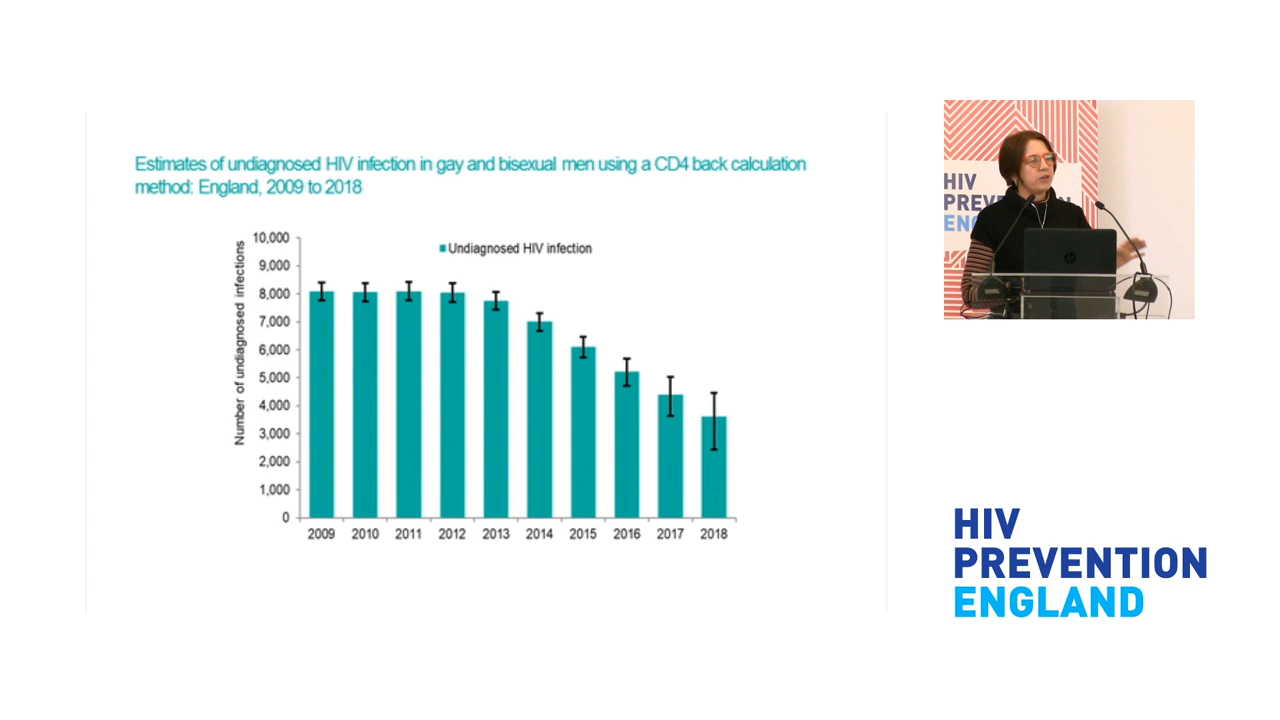 Estimates of undiagnosed HIV infection in gay and bisexual men using a CD4 back calculation
method: England, 2009 to 2018
Number of undiagnosed infections
10,000
9,000
8,000
7,000
6,000
5,000
4,000
3,000
2,000
1,000
0
Undiagnosed HIV infection
2009 2010 2011 2012 2013 2014 2015 2016 2017 2018
HIV
PREVENTION
ENGLAND